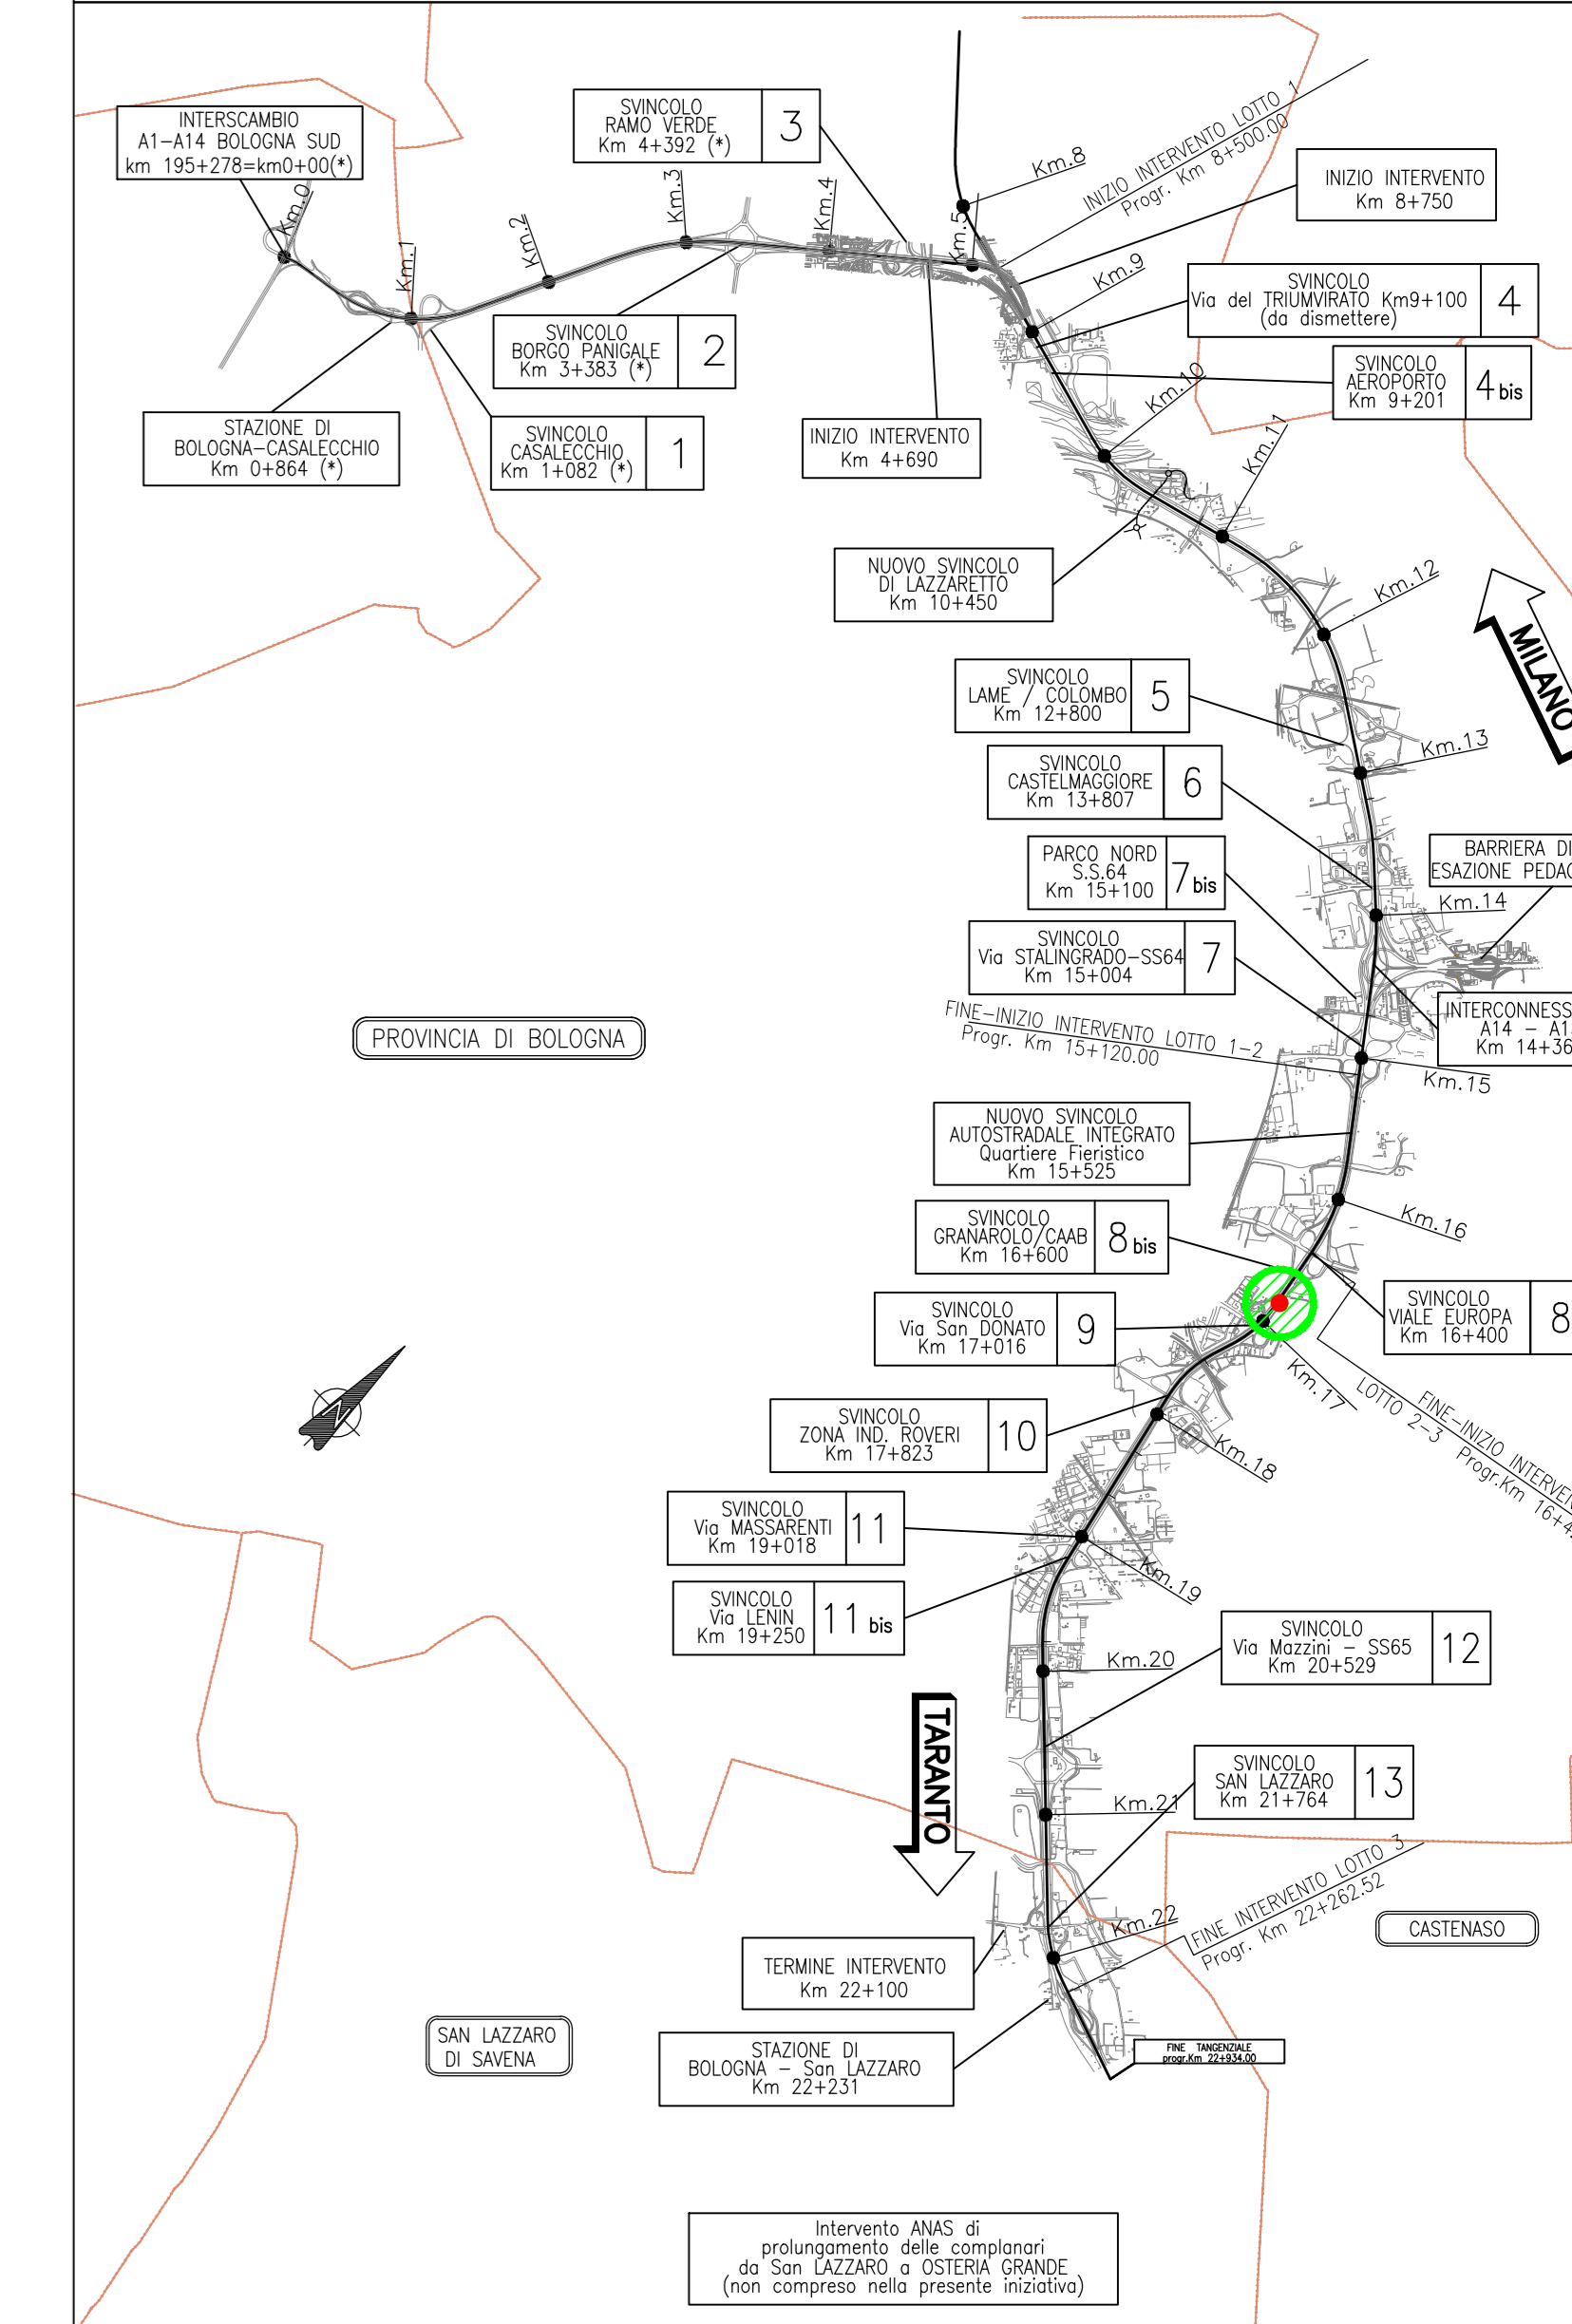 INTERSCAMBIO
A1-A14 BOLOGNA SUD
km 195+278=km0+00(*)
SVINCOLO
RAMO VERDE
Km 4+392 (*)
3
INIZIO INTERVENTO LOTTO 1
Progr. Km 8+500.00
INIZIO INTERVENTO
Km 8+750
Km.0
Km.1
Km.2
Km.3
Km.4
Km.5
Km.8
Km.9
SVINCOLO
Via del TRIUMVIRATO Km9+100
(da dismettere)
4
SVINCOLO
BORGO PANIGALE
Km 3+383 (*)
2
SVINCOLO
AEROPORTO
Km 9+201
4 bis
STAZIONE DI
BOLOGNA-CASALECCHIO
Km 0+864 (*)
SVINCOLO
CASALECCHIO
Km 1+082 (*)
1
INIZIO INTERVENTO
Km 4+690
Km.10
Km.11
NUOVO SVINCOLO
DI LAZZARETTO
Km 10+450
Km.12
MILANO
SVINCOLO
LAME / COLOMBO
Km 12+800
5
Km.13
SVINCOLO
CASTELMAGGIORE
Km 13+807
6
PARCO NORD
S.S.64
Km 15+100
7 bis
BARRIERA DI
Km.14
SVINCOLO
Via STALINGRADO-SS64
Km 15+004
7
FINE-INIZIO INTERVENTO LOTTO 1-2
Progr. Km 15+120.00
PROVINCIA DI BOLOGNA
INTERCONNESS
A14 - A1
Km 14+36
Km.15
NUOVO SVINCOLO
AUTOSTRADALE INTEGRATO
Quartiere Fieristico
Km 15+525
Km.16
SVINCOLO
GRANAROLO/CAAB
Km 16+600
8 bis
SVINCOLO
VIALE EUROPA
Km 16+400
8
SVINCOLO
Via San DONATO
Km 17+016
9
Km.17
FINE-INIZIO INTERVEN
LOTTO 2-3 Progr.Km 16+4
N
SVINCOLO
ZONA IND. ROVERI
Km 17+823
10
Km.18
SVINCOLO
Via MASSARENTI
Km 19+018
11
Km.19
SVINCOLO
Via LENIN
Km 19+250
11 bis
SVINCOLO
Via Mazzini - SS65
Km 20+529
12
Km.20
TARANTO
SVINCOLO
SAN LAZZARO
Km 21+764
13
Km.21
FINE INTERVENTO LOTTO 3
Progr. Km 22+262.52
Km.22
CASTENASO
TERMINE INTERVENTO
Km 22+100
SAN LAZZARO
DI SAVENA
STAZIONE DI
BOLOGNA - San LAZZARO
Km 22+231
FINE TANGENZIALE
progr.Km 22+934.00
Intervento ANAS di
prolungamento delle complanari
da San LAZZARO a OSTERIA GRANDE
(non compreso nella presente iniziativa)